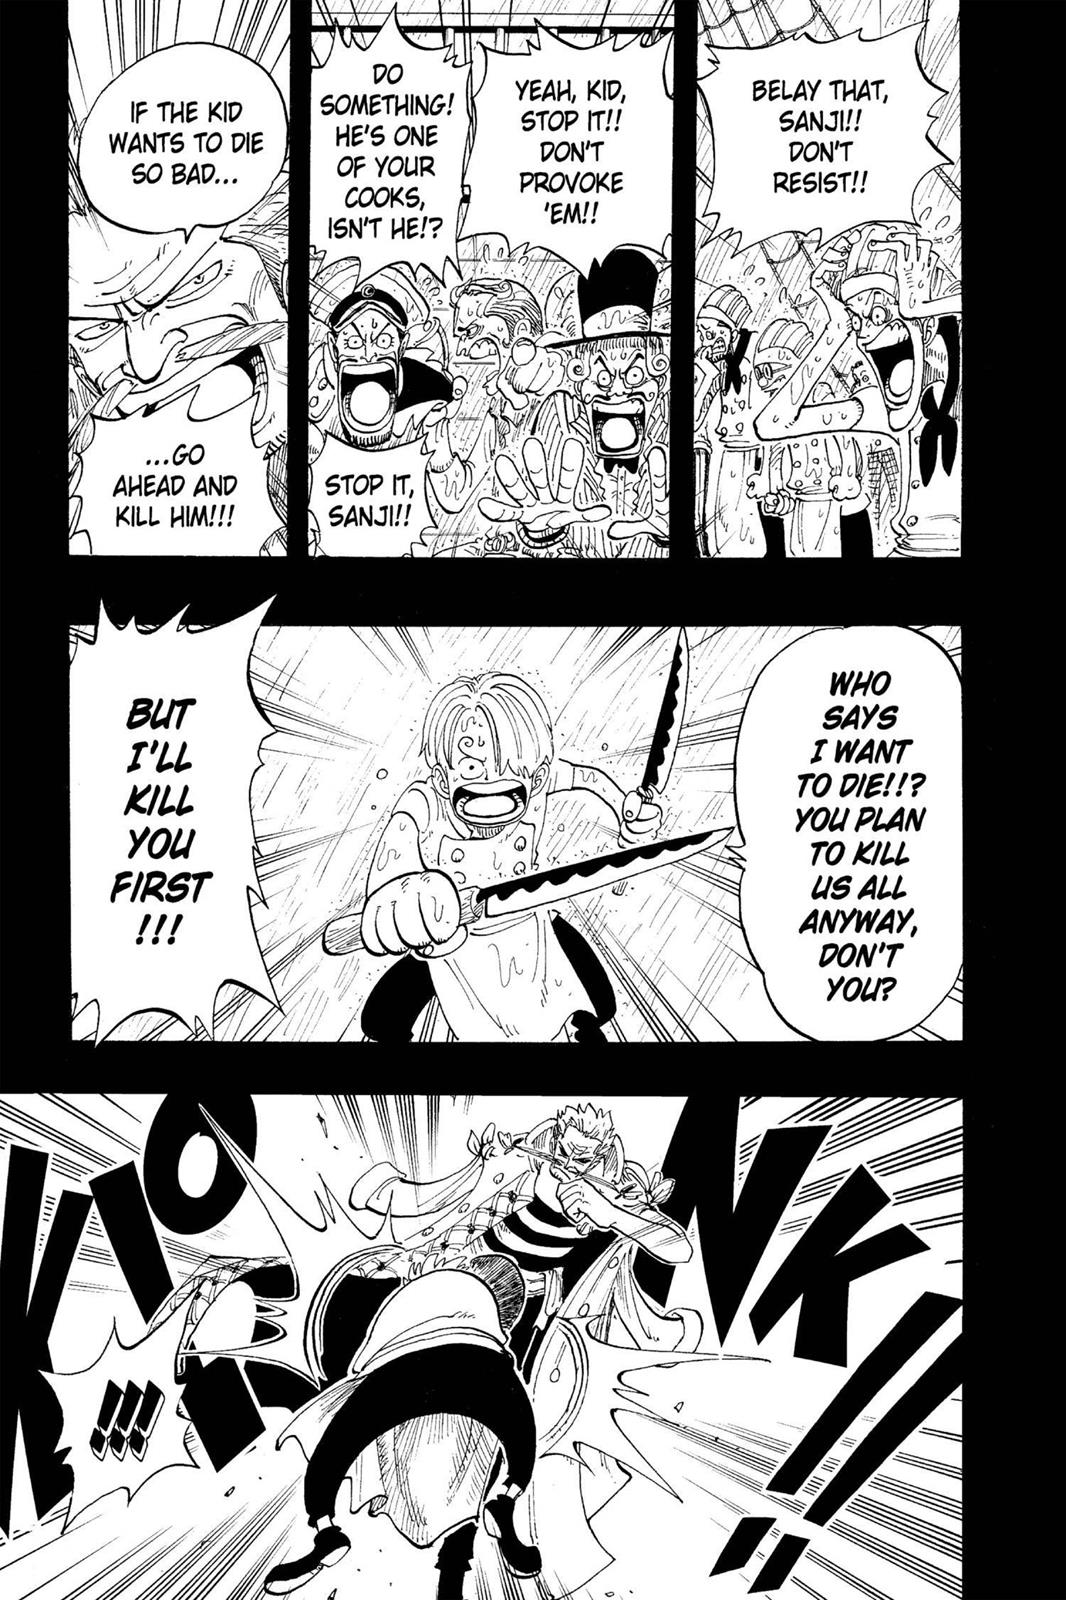 BELAY THAT,
SANJI!!
DON'T
RESIST!!
YEAH, KID,
STOP IT!!
DON'T
PROVOKE
'EM!!
DO
SOMETHING!
HE'S ONE
OF YOUR
COOKS,
ISN'T HE!?
STOP IT,
SANJI!!
IF THE KID
WANTS TO DIE
SO BAD...
...GO
AHEAD AND
KILL HIM!!!
WHO
SAYS
I WANT
TO DIE!!?
YOU PLAN
TO KILL
US ALL
ANYWAY,
DON'T
YOU?
BUT
I'LL
KILL
YOU
FIRST
!!!
!!!!